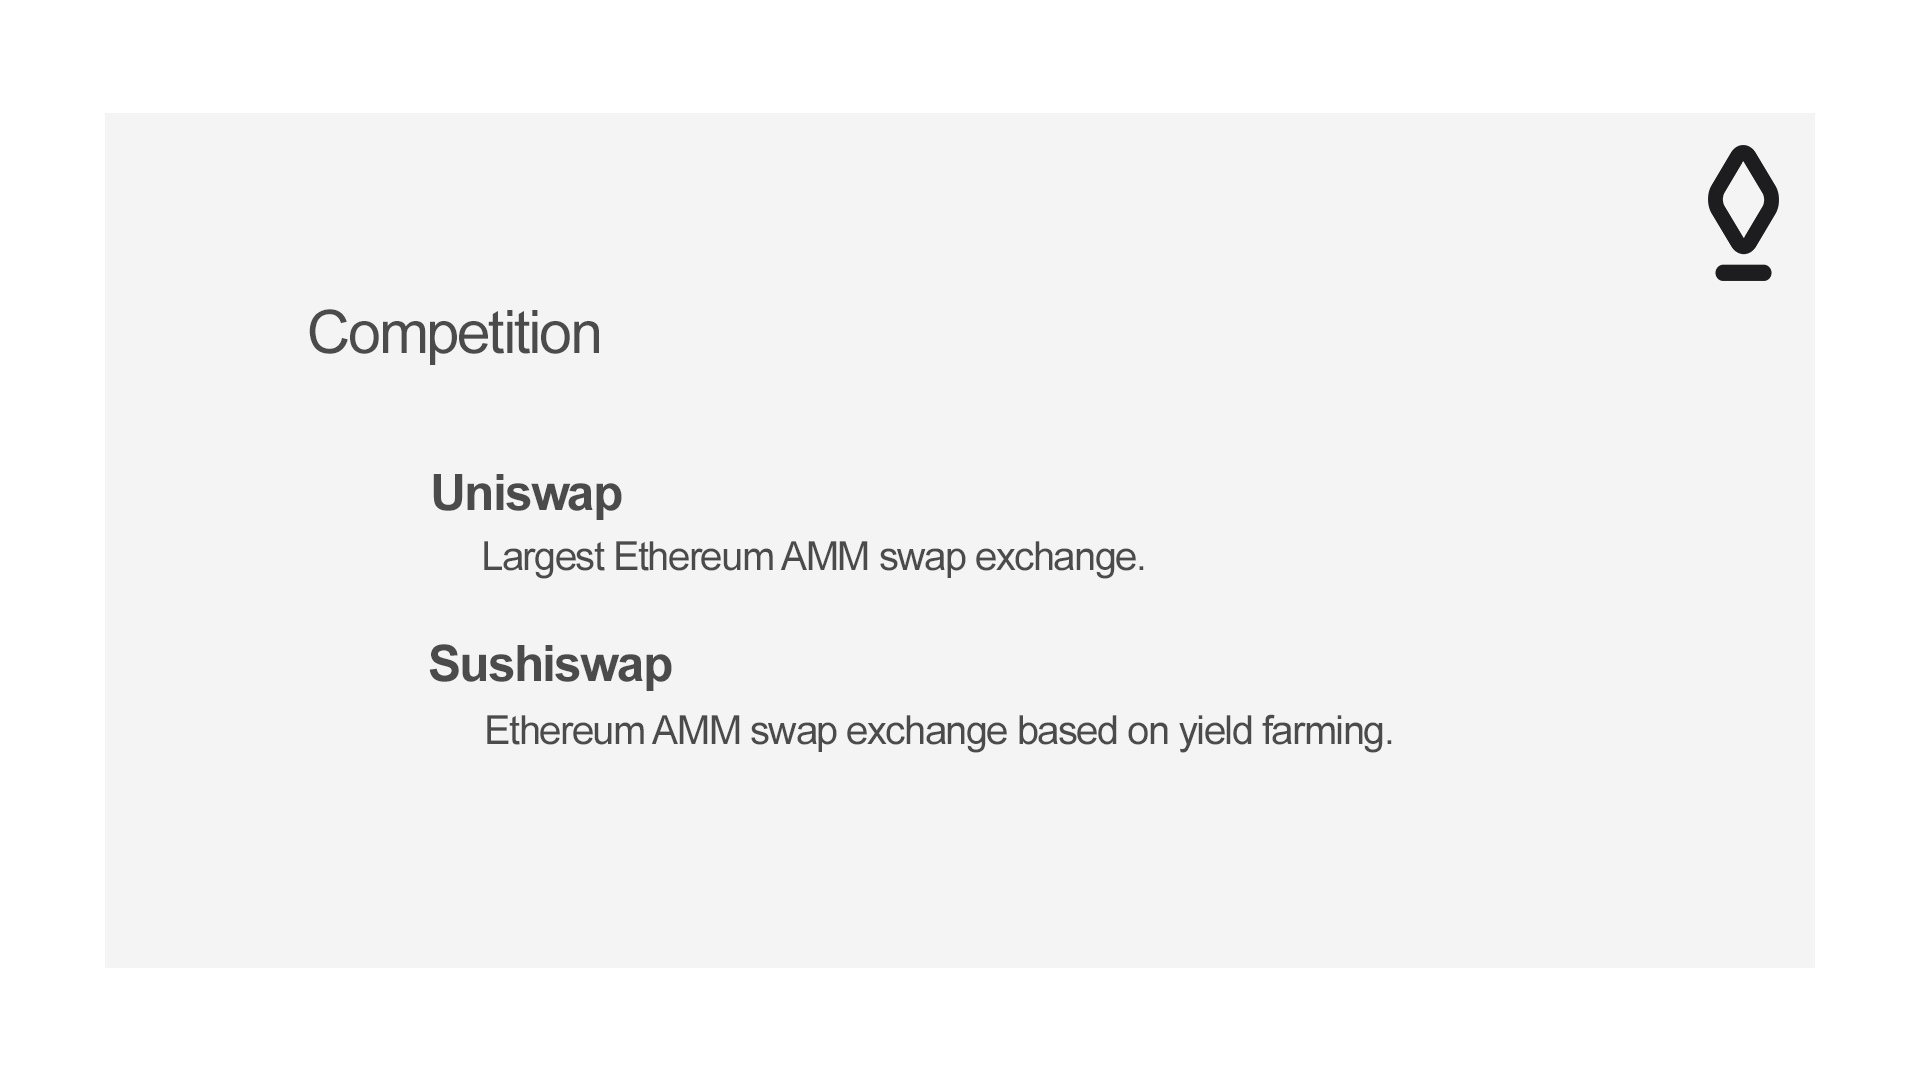 Competition
Uniswap
Largest Ethereum AMM swap exchange.
Sushiswap
Ethereum AMM swap exchange based on yield farming.